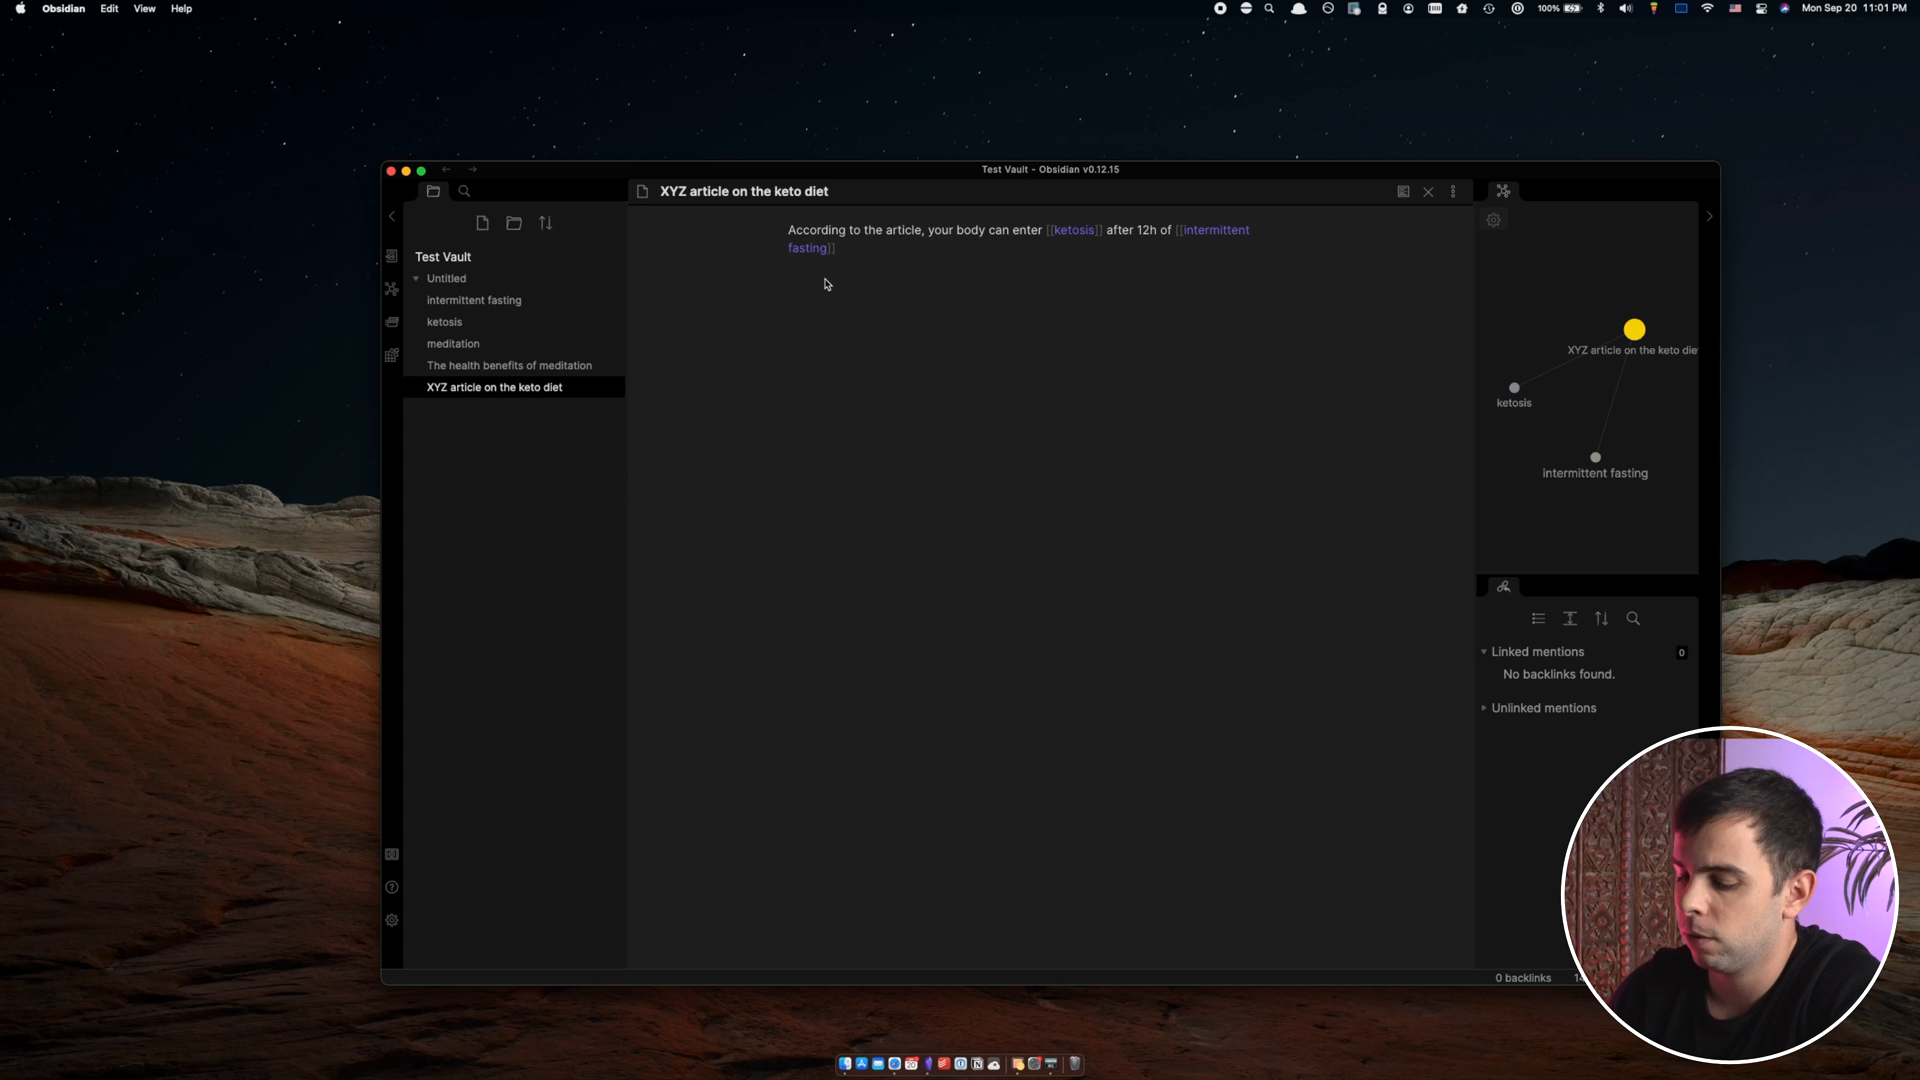 Obsidian Edit View Help
100%
Mon Sep 20 11:01 PM
Test Vault - Obsidian v0.12.15
XYZ article on the keto diet
Test Vault
Untitled
intermittent fasting
ketosis
meditation
The health benefits of meditation
XYZ article on the keto diet
According to the article, your body can enter [[ketosis]] after 12h of [[intermittent
fasting]]
XYZ article on the keto die
ketosis
intermittent fasting
Linked mentions 0
No backlinks found.
Unlinked mentions
0 backlinks
20